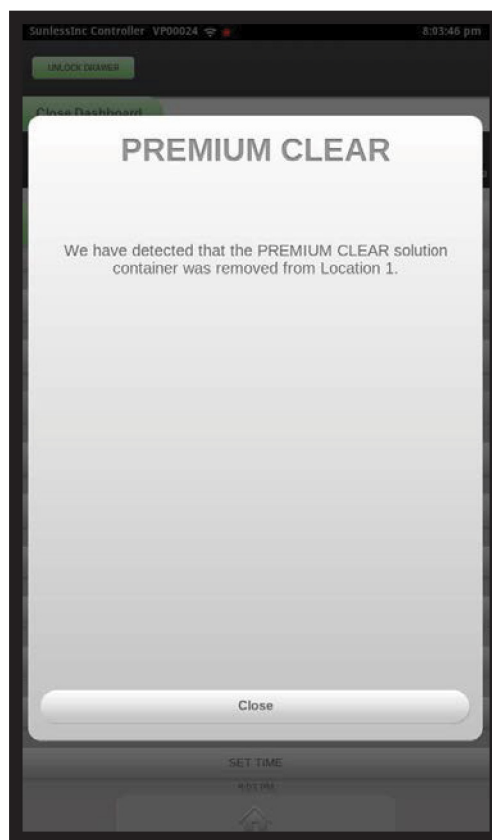 SunlessInc Controller VP00024
8:03:46 pm
UNLOCK DRAWER
Close Dashboard
PREMIUM CLEAR
We have detected that the PREMIUM CLEAR solution
container was removed from Location 1.
Close
SET TIME